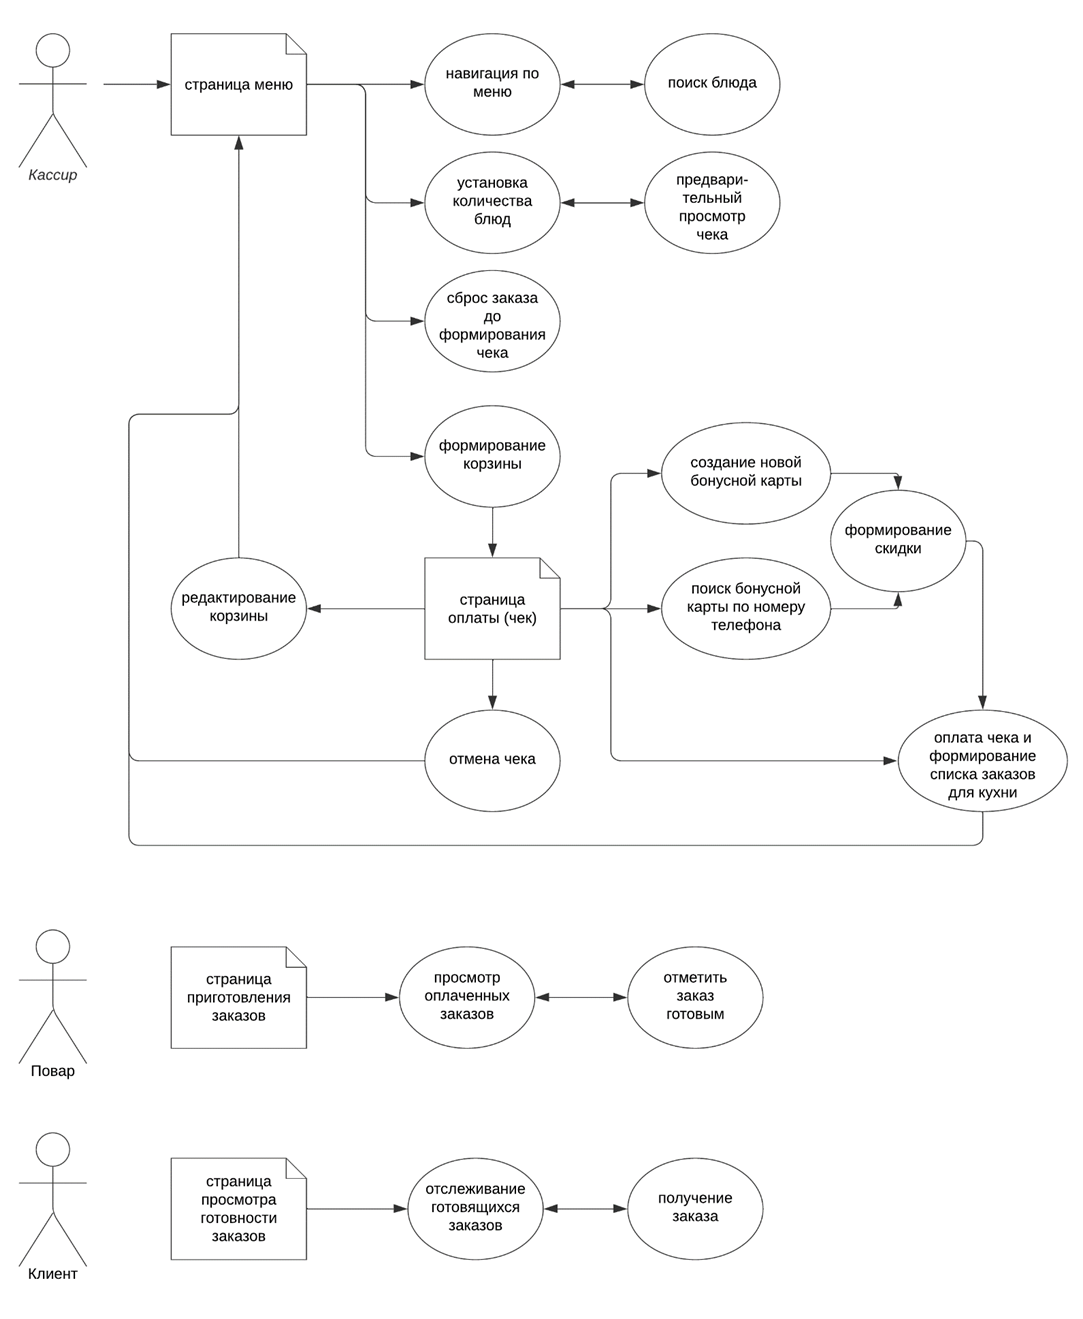 Кассир
страница меню
навигация по
меню
поиск блюда
установка
количества
блюд
предвари-
тельный
просмотр
чека
сброс заказа
до
формирования
чека
формирование
корзины
создание новой
бонусной карты
формирование
скидки
редактирование
корзины
страница
оплаты (чек)
поиск бонусной
карты по номеру
телефона
отмена чека
оплата чека и
формирование
списка заказов
для кухни
Повар
страница
приготовления
заказов
просмотр
оплаченных
заказов
отметить
заказ
готовым
Клиент
страница
просмотра
готовности
заказов
отслеживание
готовящихся
заказов
получение
заказа